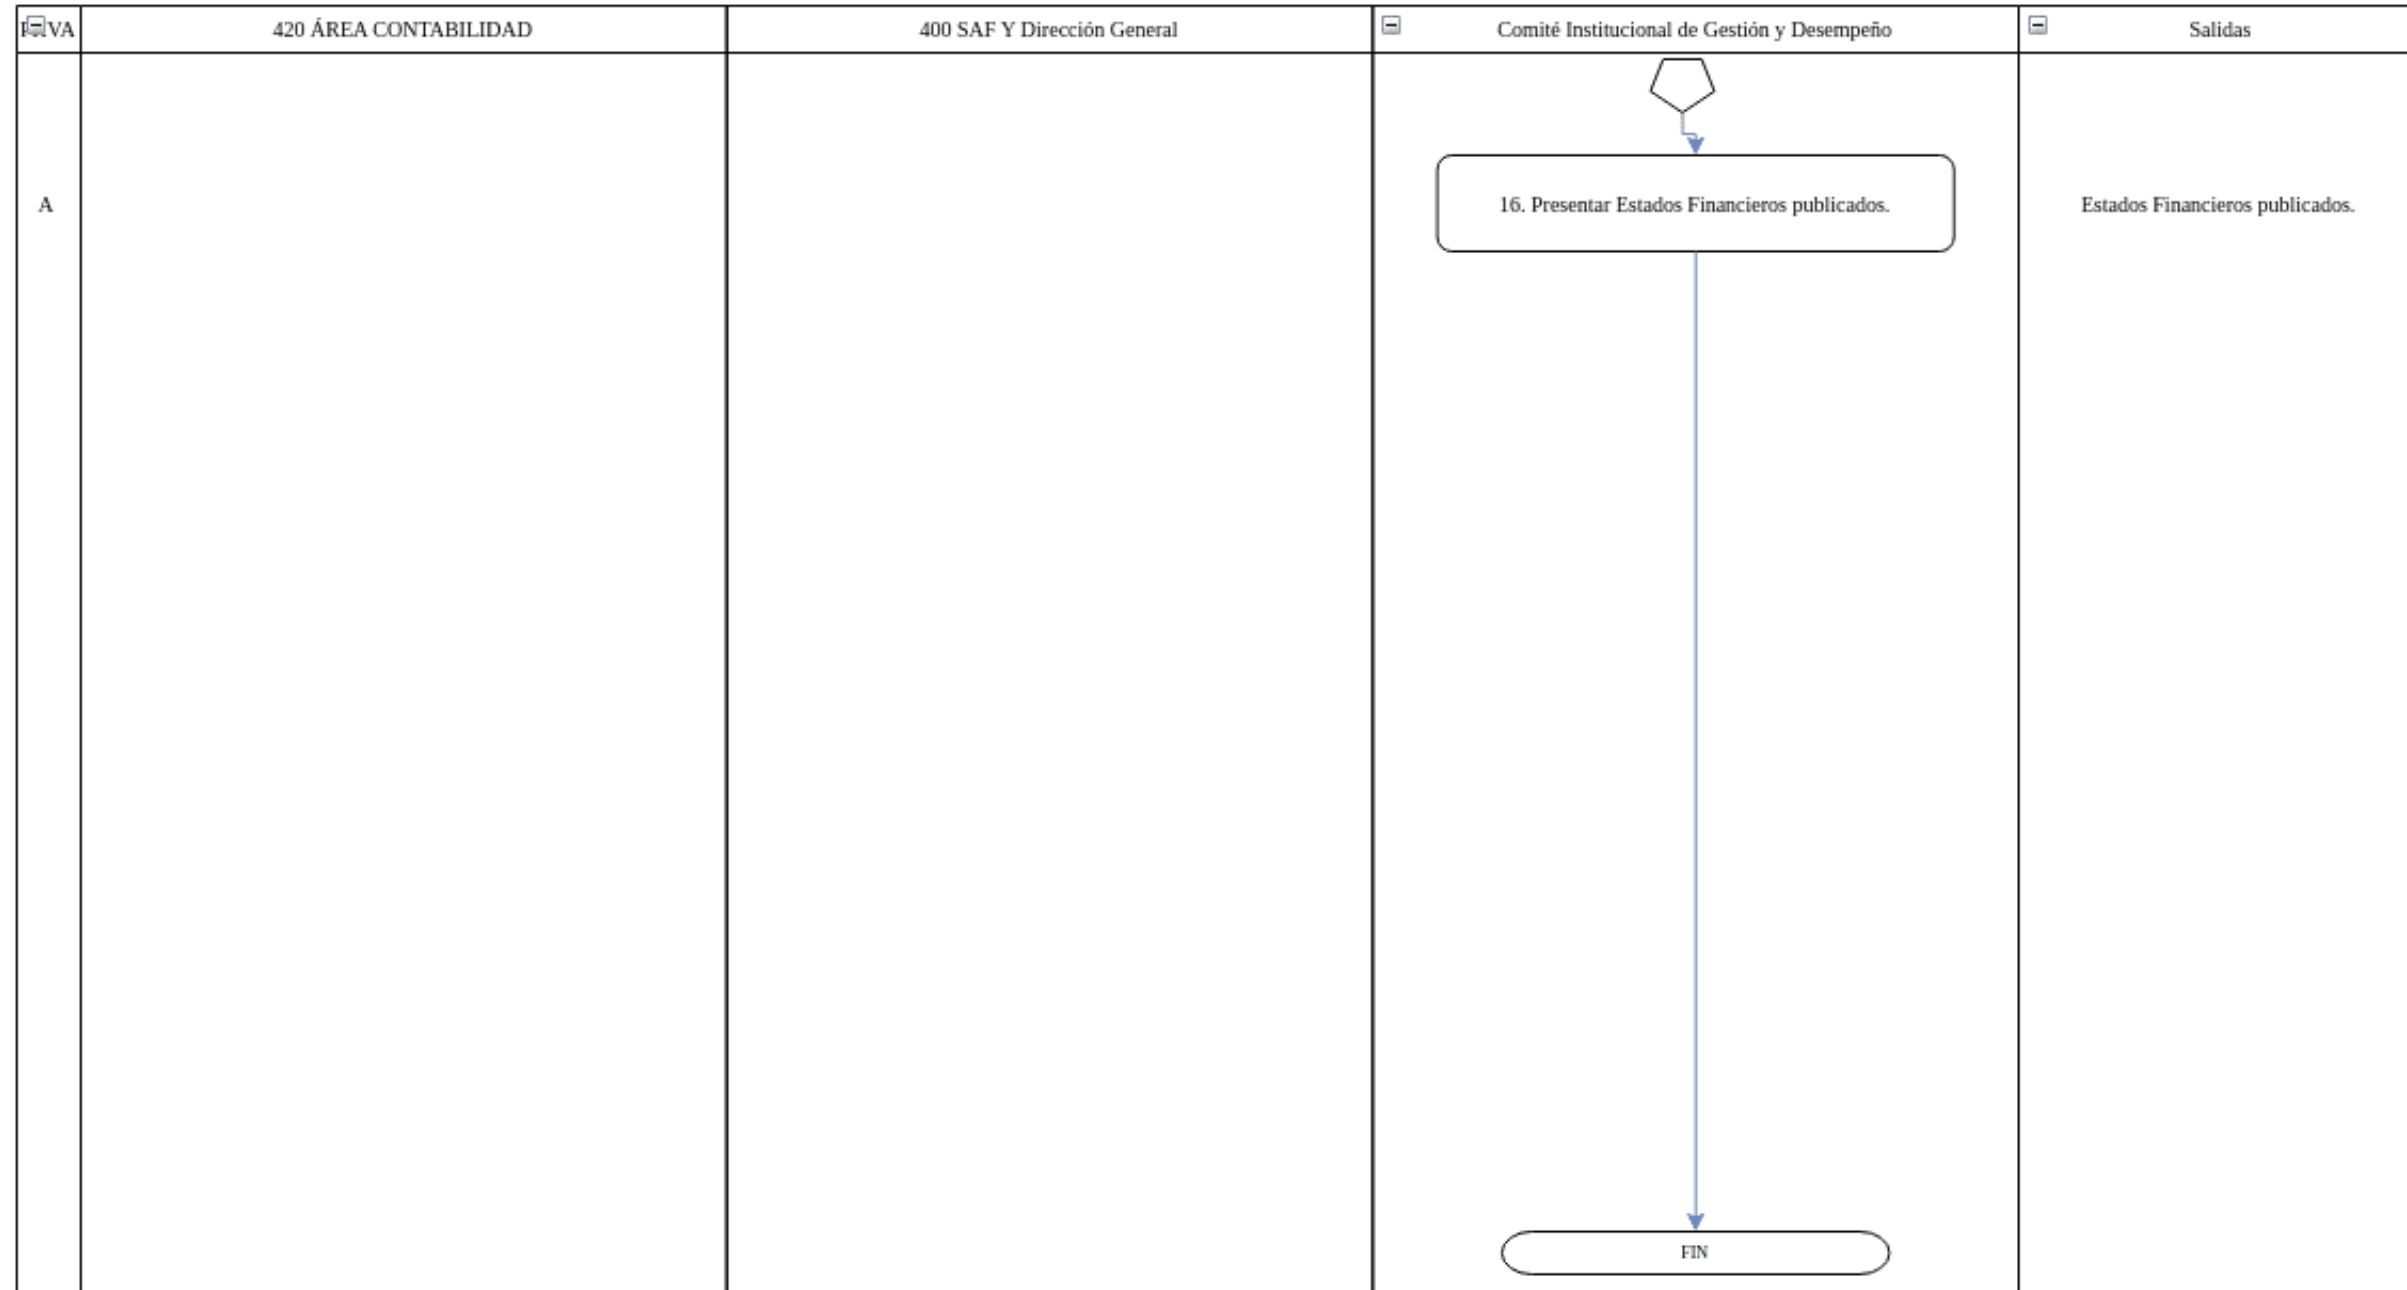 420 ÁREA CONTABILIDAD
400 SAF Y Dirección General
Comité Institucional de Gestión y Desempeño
Salidas
A
16. Presentar Estados Financieros publicados.
Estados Financieros publicados.
FIN